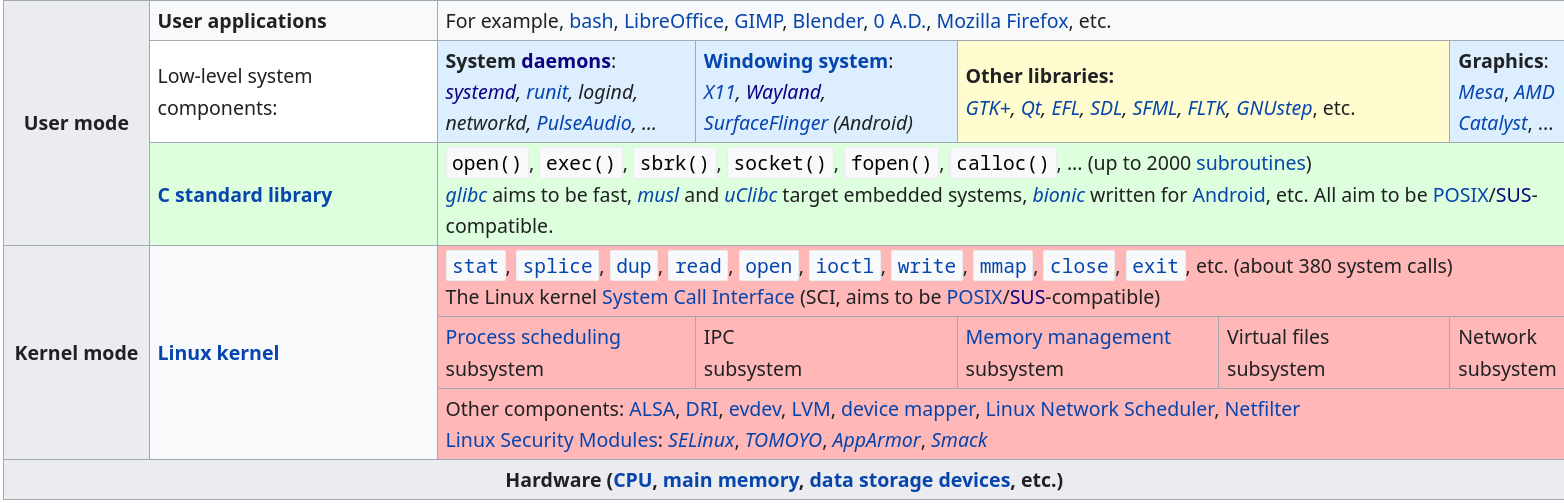 User mode
User applications
For example, bash, LibreOffice, GIMP, Blender, 0 A.D., Mozilla Firefox, etc.
Low-level system
components:
System daemons:
systemd, runit, logind,
networkd, PulseAudio, ...
Windowing system:
X11, Wayland,
SurfaceFlinger (Android)
Other libraries:
GTK+, Qt, EFL, SDL, SFML, FLTK, GNUstep, etc.
Graphics:
Mesa, AMD
Catalyst, ...
C standard library
open(), exec(), sbrk(), socket(), fopen(), calloc(), ... (up to 2000 subroutines)
glibc aims to be fast, musl and uClibc target embedded systems, bionic written for Android, etc. All aim to be POSIX/SUS-
compatible.
Kernel mode
Linux kernel
stat, splice, dup, read, open, ioctl, write, mmap, close, exit, etc. (about 380 system calls)
The Linux kernel System Call Interface (SCI, aims to be POSIX/SUS-compatible)
Process scheduling
subsystem
IPC
subsystem
Memory management
subsystem
Virtual files
subsystem
Network
subsystem
Other components: ALSA, DRI, evdev, LVM, device mapper, Linux Network Scheduler, Netfilter
Linux Security Modules: SELinux, TOMOYO, AppArmor, Smack
Hardware (CPU, main memory, data storage devices, etc.)